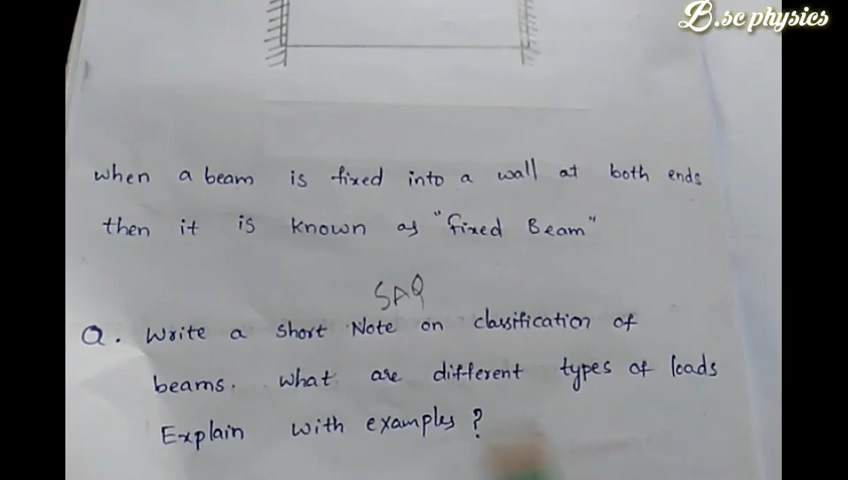 B.sc physics
when a beam is fixed into a wall at both ends
then it is known as "fixed Beam"
SAQ
Q. Write a short Note on classification of
beams. What are different types of loads
Explain with examples?